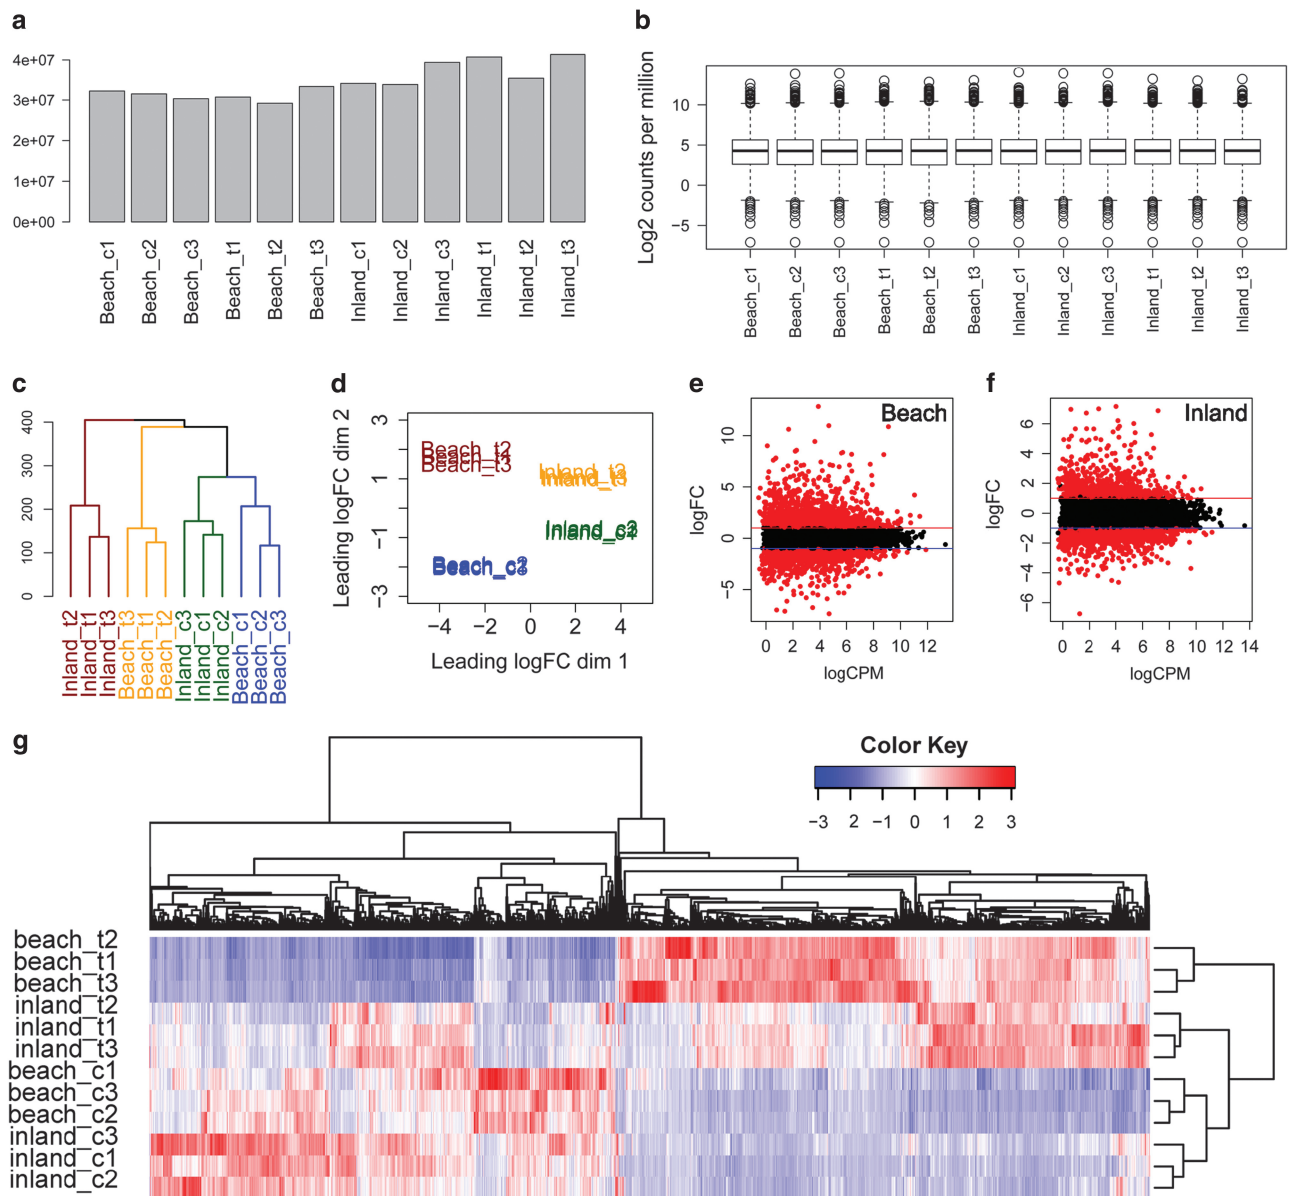 a
4e+07
3e+07
2e+07
1e+07
0e+00
Beach_c1
Beach_c2
Beach_c3
Beach_t1
Beach_t2
Beach_t3
Inland_c1
Inland_c2
Inland_c3
Inland_t1
Inland_t2
Inland_t3
b
Log2 counts per million
10
5
0
−5
Beach_c1
Beach_c2
Beach_c3
Beach_t1
Beach_t2
Beach_t3
Inland_c1
Inland_c2
Inland_c3
Inland_t1
Inland_t2
Inland_t3
c
400
300
200
100
0
Inland_t2
Inland_t1
Inland_t3
Beach_t3
Beach_t1
Beach_t2
Inland_c3
Inland_c1
Inland_c2
Beach_c1
Beach_c2
Beach_c3
d
Leading logFC dim 2
3
1
−1
−3
Beach_t2
Beach_t3
−4 −2 0 2 4
Leading logFC dim 1
e
Beach
logFC
10
5
0
−5
0 2 4 6 8 10 12
logCPM
f
Inland
logFC
6
4
2
0
−2
−4
−6
0 2 4 6 8 10 12 14
logCPM
g
Color Key
−3 2 −1 0 1 2 3
beach_t2
beach_t1
beach_t3
inland_t2
inland_t1
inland_t3
beach_c1
beach_c3
beach_c2
inland_c3
inland_c1
inland_c2